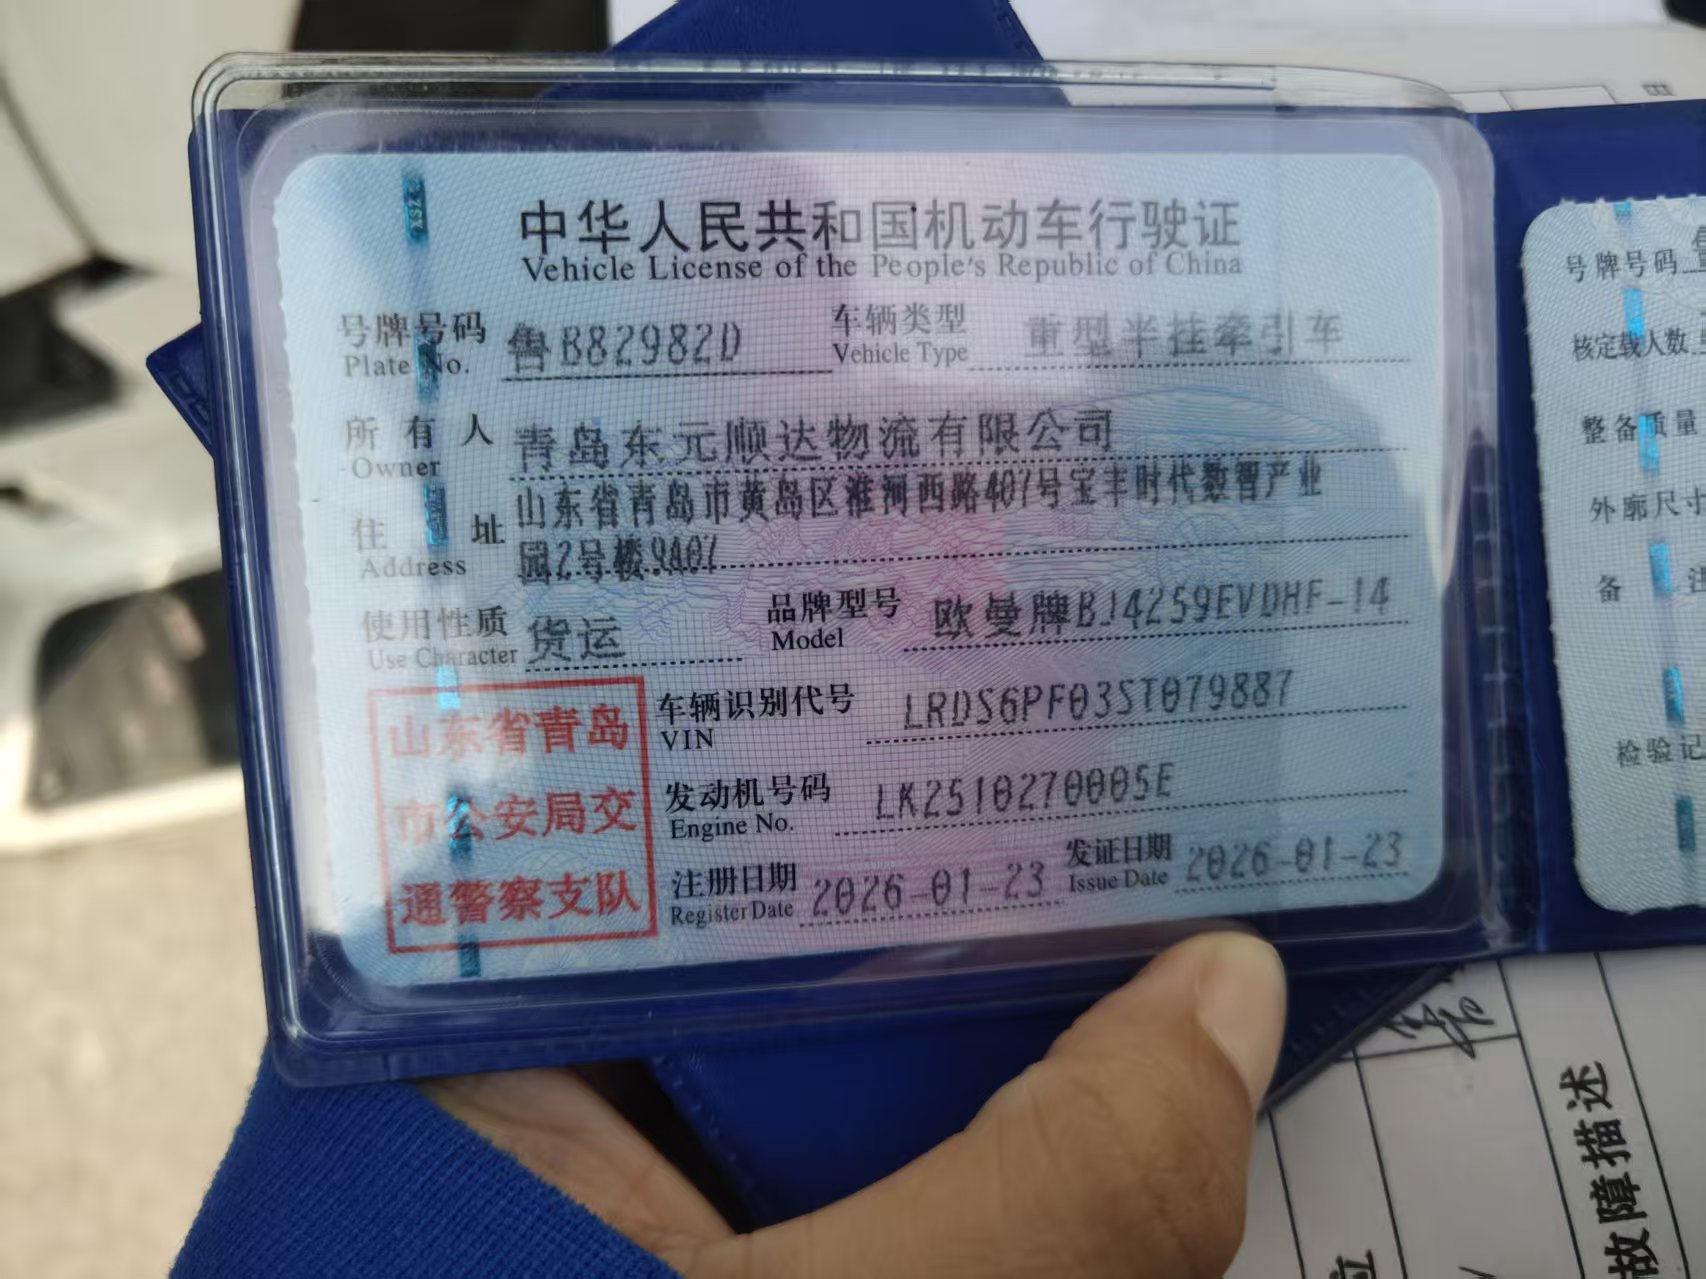 中华人民共和国机动车行驶证
Vehicle License of the People's Republic of China
号牌号码 鲁B82982D 车辆类型 重型半挂牵引车
Plate No. Vehicle Type
所有人 青岛东元顺达物流有限公司
Owner
住址 山东省青岛市黄岛区淮河西路407号宝丰时代数智产业
Address 园2号楼9A07
使用性质 货运 品牌型号 欧曼牌BJ4259EVDHF-14
Use Character Model
车辆识别代号 LRDS6PF03ST079887
VIN
发动机号码 LK2510270005E
Engine No.
注册日期 2026-01-23 发证日期 2026-01-23
Register Date Issue Date
山东省青岛
市公安局交
通警察支队
号牌号码
核定载人数
整备质量
外廓尺寸
备
检验记
故障描述